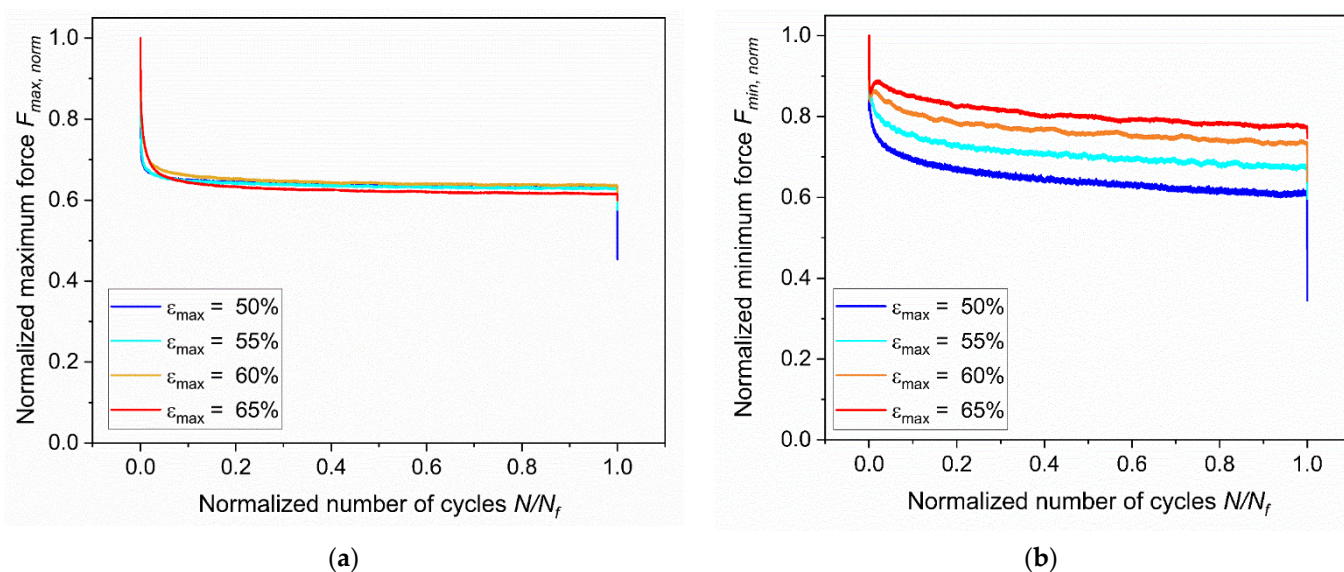 Normalized maximum force F_max, norm
1.0
0.8
0.6
0.4
0.2
0.0
ε_max = 50%
ε_max = 55%
ε_max = 60%
ε_max = 65%
0.0 0.2 0.4 0.6 0.8 1.0
Normalized number of cycles N/N_f
(a)
Normalized minimum force F_min, norm
1.0
0.8
0.6
0.4
0.2
0.0
ε_max = 50%
ε_max = 55%
ε_max = 60%
ε_max = 65%
0.0 0.2 0.4 0.6 0.8 1.0
Normalized number of cycles N/N_f
(b)